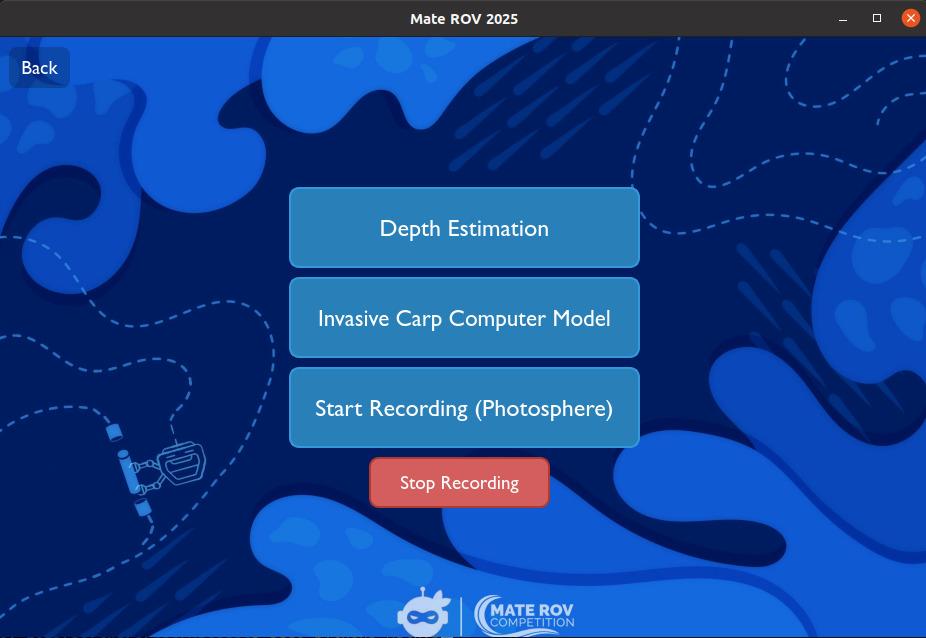 Mate ROV 2025
Back
Depth Estimation
Invasive Carp Computer Model
Start Recording (Photosphere)
Stop Recording
MATE ROV
COMPETITION